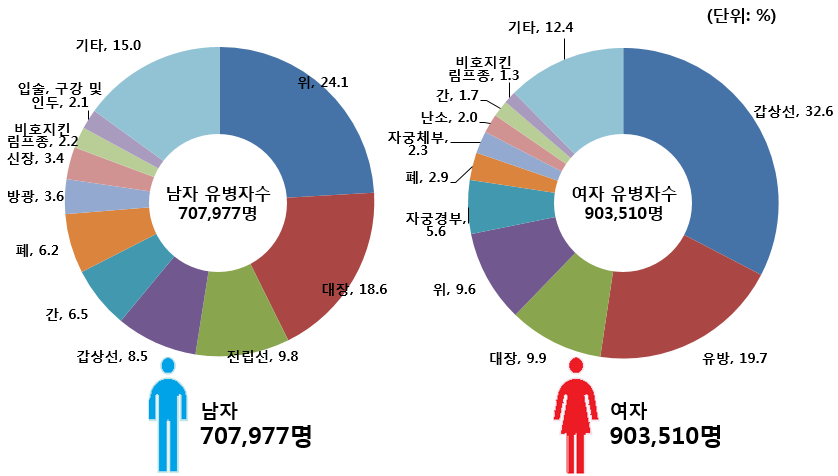 (단위: %)
기타, 15.0
위, 24.1
입술, 구강 및
인두, 2.1
비호지킨
림프종, 2.2
신장, 3.4
방광, 3.6
폐, 6.2
간, 6.5
갑상선, 8.5
전립선, 9.8
대장, 18.6
남자 유병자수
707,977명
남자
707,977명
기타, 12.4
비호지킨
림프종, 1.3
간, 1.7
난소, 2.0
자궁체부,
2.3
폐, 2.9
자궁경부,
5.6
위, 9.6
대장, 9.9
유방, 19.7
갑상선, 32.6
여자 유병자수
903,510명
여자
903,510명